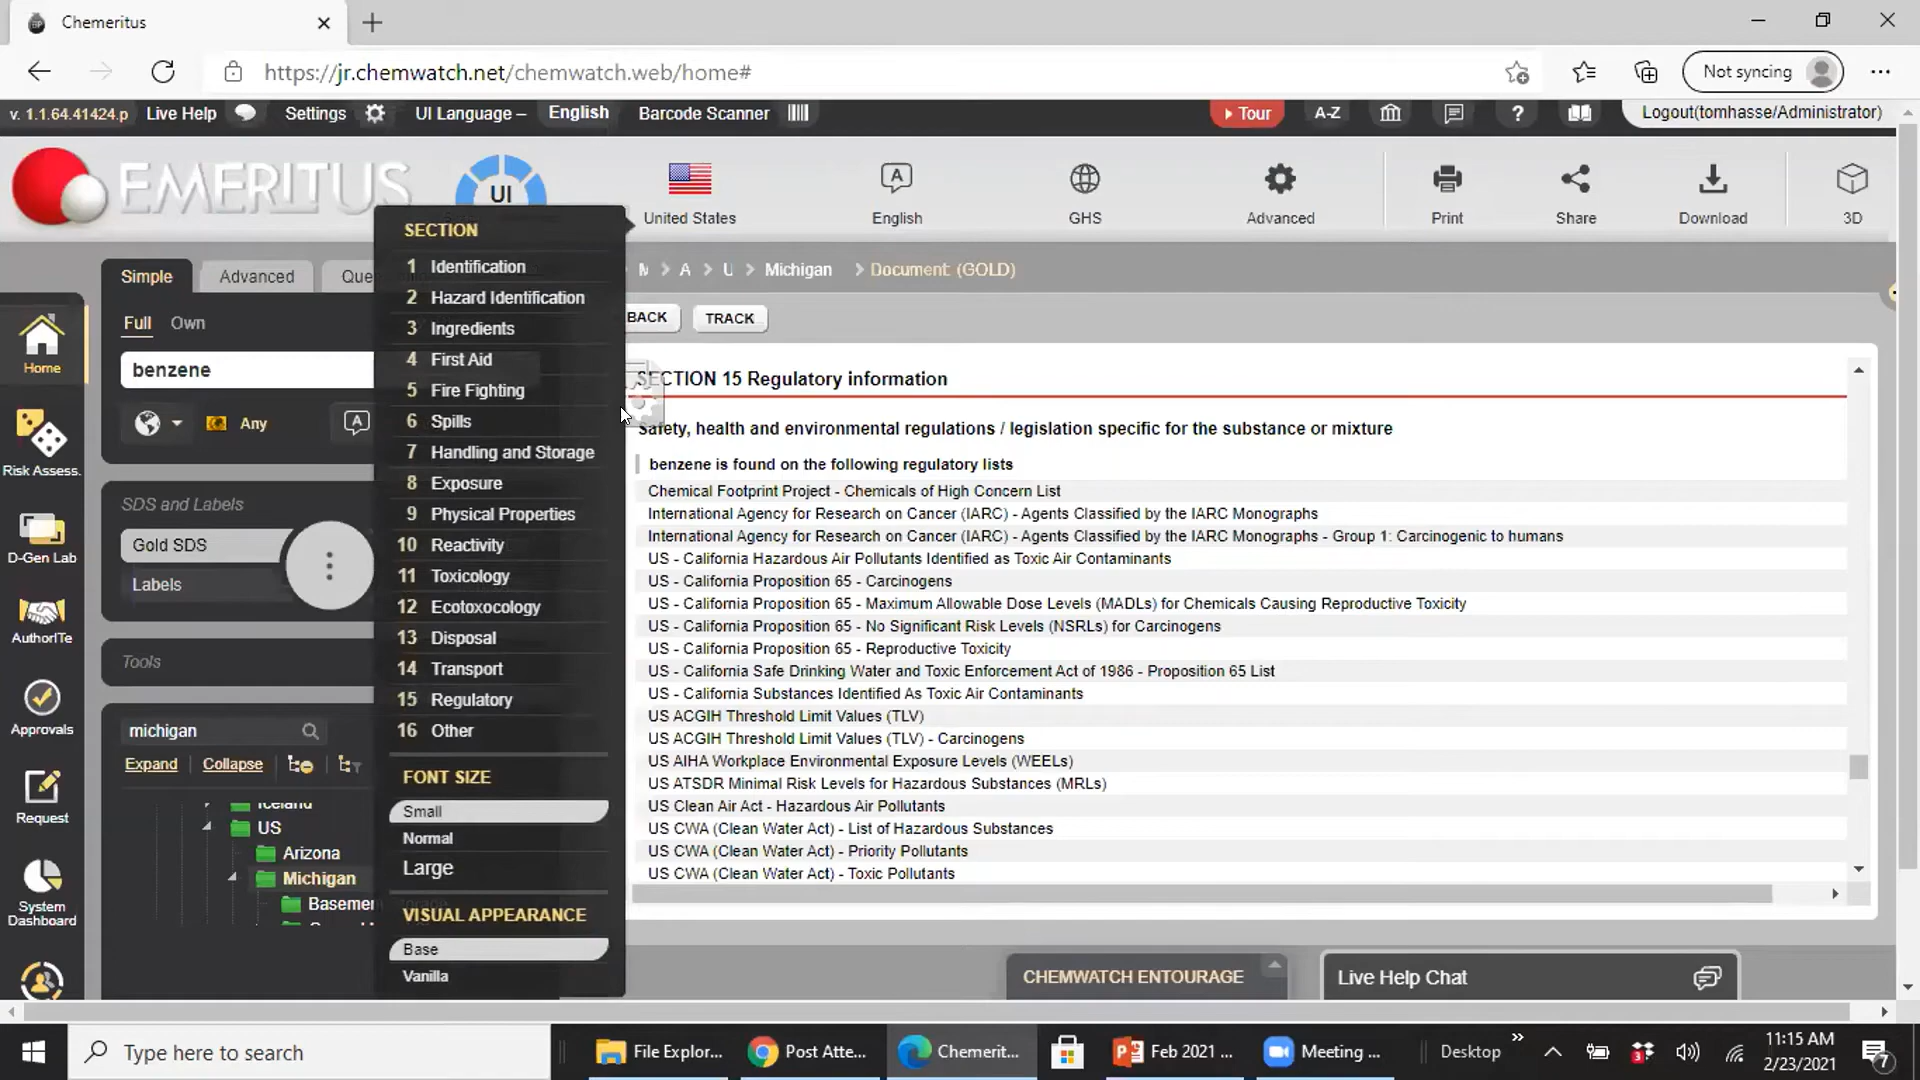 Chemeritus
https://jr.chemwatch.net/chemwatch.web/home#
Not syncing
v. 1.1.64.41424.p
Live Help
Settings
UI Language –
English
Barcode Scanner
Tour
A-Z
?
Logout(tomhasse/Administrator)
EMERITUS
UI
United States
A
English
GHS
Advanced
Print
Share
Download
3D
Simple
Advanced
M > A > U > Michigan > Document: (GOLD)
Full
Own
BACK
TRACK
benzene
Any
A
SDS and Labels
Gold SDS
Labels
Tools
michigan
Expand
Collapse
Iceland
US
Arizona
Michigan
Home
Risk Assess.
D-Gen Lab
AuthorITe
Approvals
Request
System
Dashboard
SECTION
1 Identification
2 Hazard Identification
3 Ingredients
4 First Aid
5 Fire Fighting
6 Spills
7 Handling and Storage
8 Exposure
9 Physical Properties
10 Reactivity
11 Toxicology
12 Ecotoxocology
13 Disposal
14 Transport
15 Regulatory
16 Other
FONT SIZE
Small
Normal
Large
VISUAL APPEARANCE
Base
Vanilla
SECTION 15 Regulatory information
Safety, health and environmental regulations / legislation specific for the substance or mixture
benzene is found on the following regulatory lists
Chemical Footprint Project - Chemicals of High Concern List
International Agency for Research on Cancer (IARC) - Agents Classified by the IARC Monographs
International Agency for Research on Cancer (IARC) - Agents Classified by the IARC Monographs - Group 1: Carcinogenic to humans
US - California Hazardous Air Pollutants Identified as Toxic Air Contaminants
US - California Proposition 65 - Carcinogens
US - California Proposition 65 - Maximum Allowable Dose Levels (MADLs) for Chemicals Causing Reproductive Toxicity
US - California Proposition 65 - No Significant Risk Levels (NSRLs) for Carcinogens
US - California Proposition 65 - Reproductive Toxicity
US - California Safe Drinking Water and Toxic Enforcement Act of 1986 - Proposition 65 List
US - California Substances Identified As Toxic Air Contaminants
US ACGIH Threshold Limit Values (TLV)
US ACGIH Threshold Limit Values (TLV) - Carcinogens
US AIHA Workplace Environmental Exposure Levels (WEELs)
US ATSDR Minimal Risk Levels for Hazardous Substances (MRLs)
US Clean Air Act - Hazardous Air Pollutants
US CWA (Clean Water Act) - List of Hazardous Substances
US CWA (Clean Water Act) - Priority Pollutants
US CWA (Clean Water Act) - Toxic Pollutants
CHEMWATCH ENTOURAGE
Live Help Chat
Type here to search
File Explor...
Post Atte...
Chemerit...
Feb 2021 ...
Meeting ...
Desktop
3
11:15 AM
2/23/2021
7